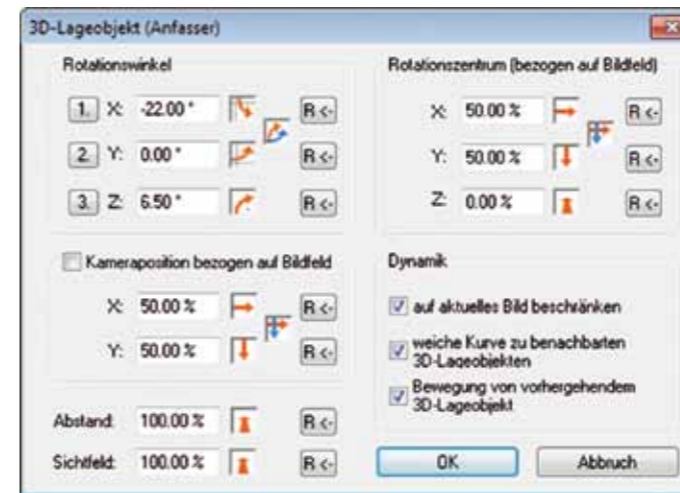 3D-Lageobjekt (Anfasser)
Rotationswinkel
1. X: -22.00 ° R <-
2. Y: 0.00 ° R <-
3. Z: 6.50 ° R <-
Kameraposition bezogen auf Bildfeld
X: 50.00 % R <-
Y: 50.00 % R <-
Abstand: 100.00 % R <-
Sichtfeld: 100.00 % R <-
Rotationszentrum (bezogen auf Bildfeld)
X: 50.00 % R <-
Y: 50.00 % R <-
Z: 0.00 % R <-
Dynamik
auf aktuelles Bild beschränken
weiche Kurve zu benachbarten
3D-Lageobjekten
Bewegung von vorhergehendem
3D-Lageobjekt
OK Abbruch